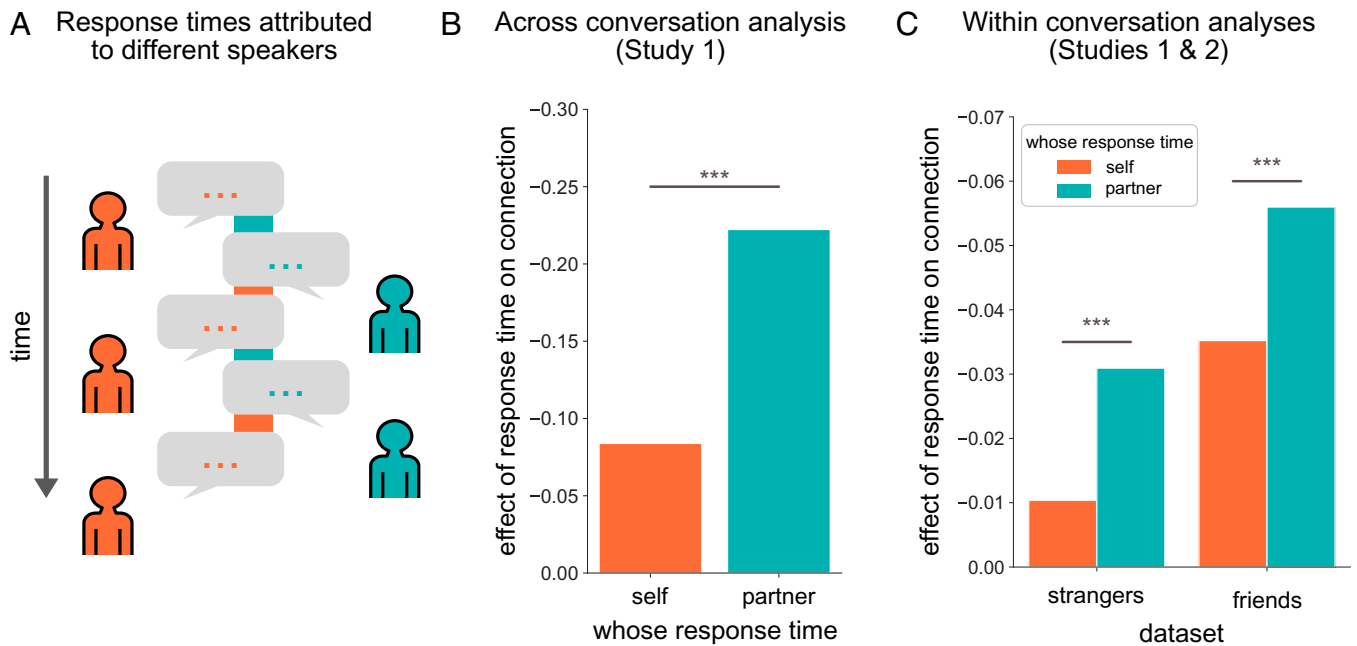 A Response times attributed
to different speakers
time
...
...
...
...
...
B Across conversation analysis
(Study 1)
effect of response time on connection
−0.30
−0.25
−0.20
−0.15
−0.10
−0.05
0.00
***
self partner
whose response time
C Within conversation analyses
(Studies 1 & 2)
effect of response time on connection
−0.07
−0.06
−0.05
−0.04
−0.03
−0.02
−0.01
0.00
whose response time
self
partner
***
***
strangers friends
dataset